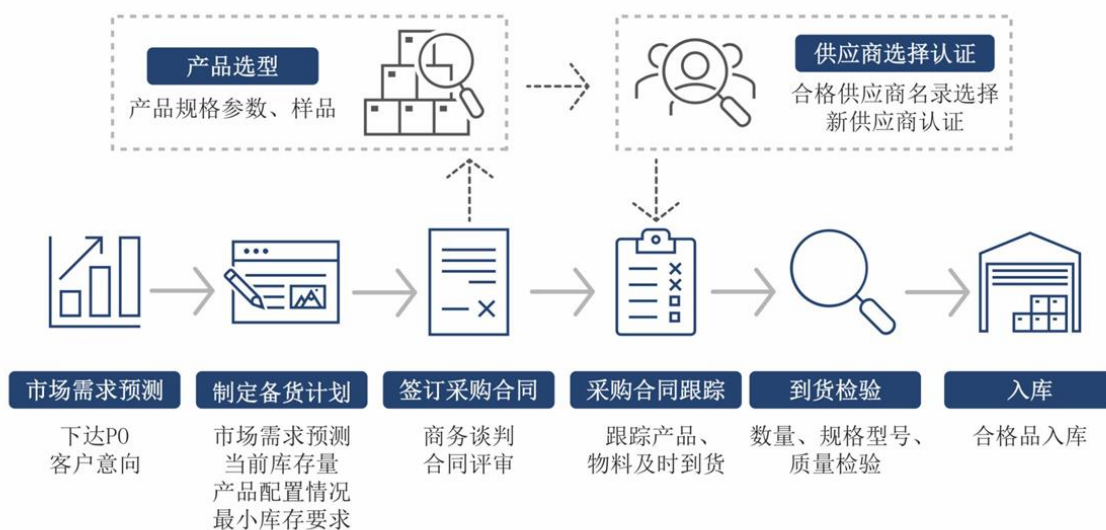 产品选型
产品规格参数、样品
供应商选择认证
合格供应商名录选择
新供应商认证
市场需求预测
下达PO
客户意向
制定备货计划
市场需求预测
当前库存量
产品配置情况
最小库存要求
签订采购合同
商务谈判
合同评审
采购合同跟踪
跟踪产品、
物料及时到货
到货检验
数量、规格型号、
质量检验
入库
合格品入库